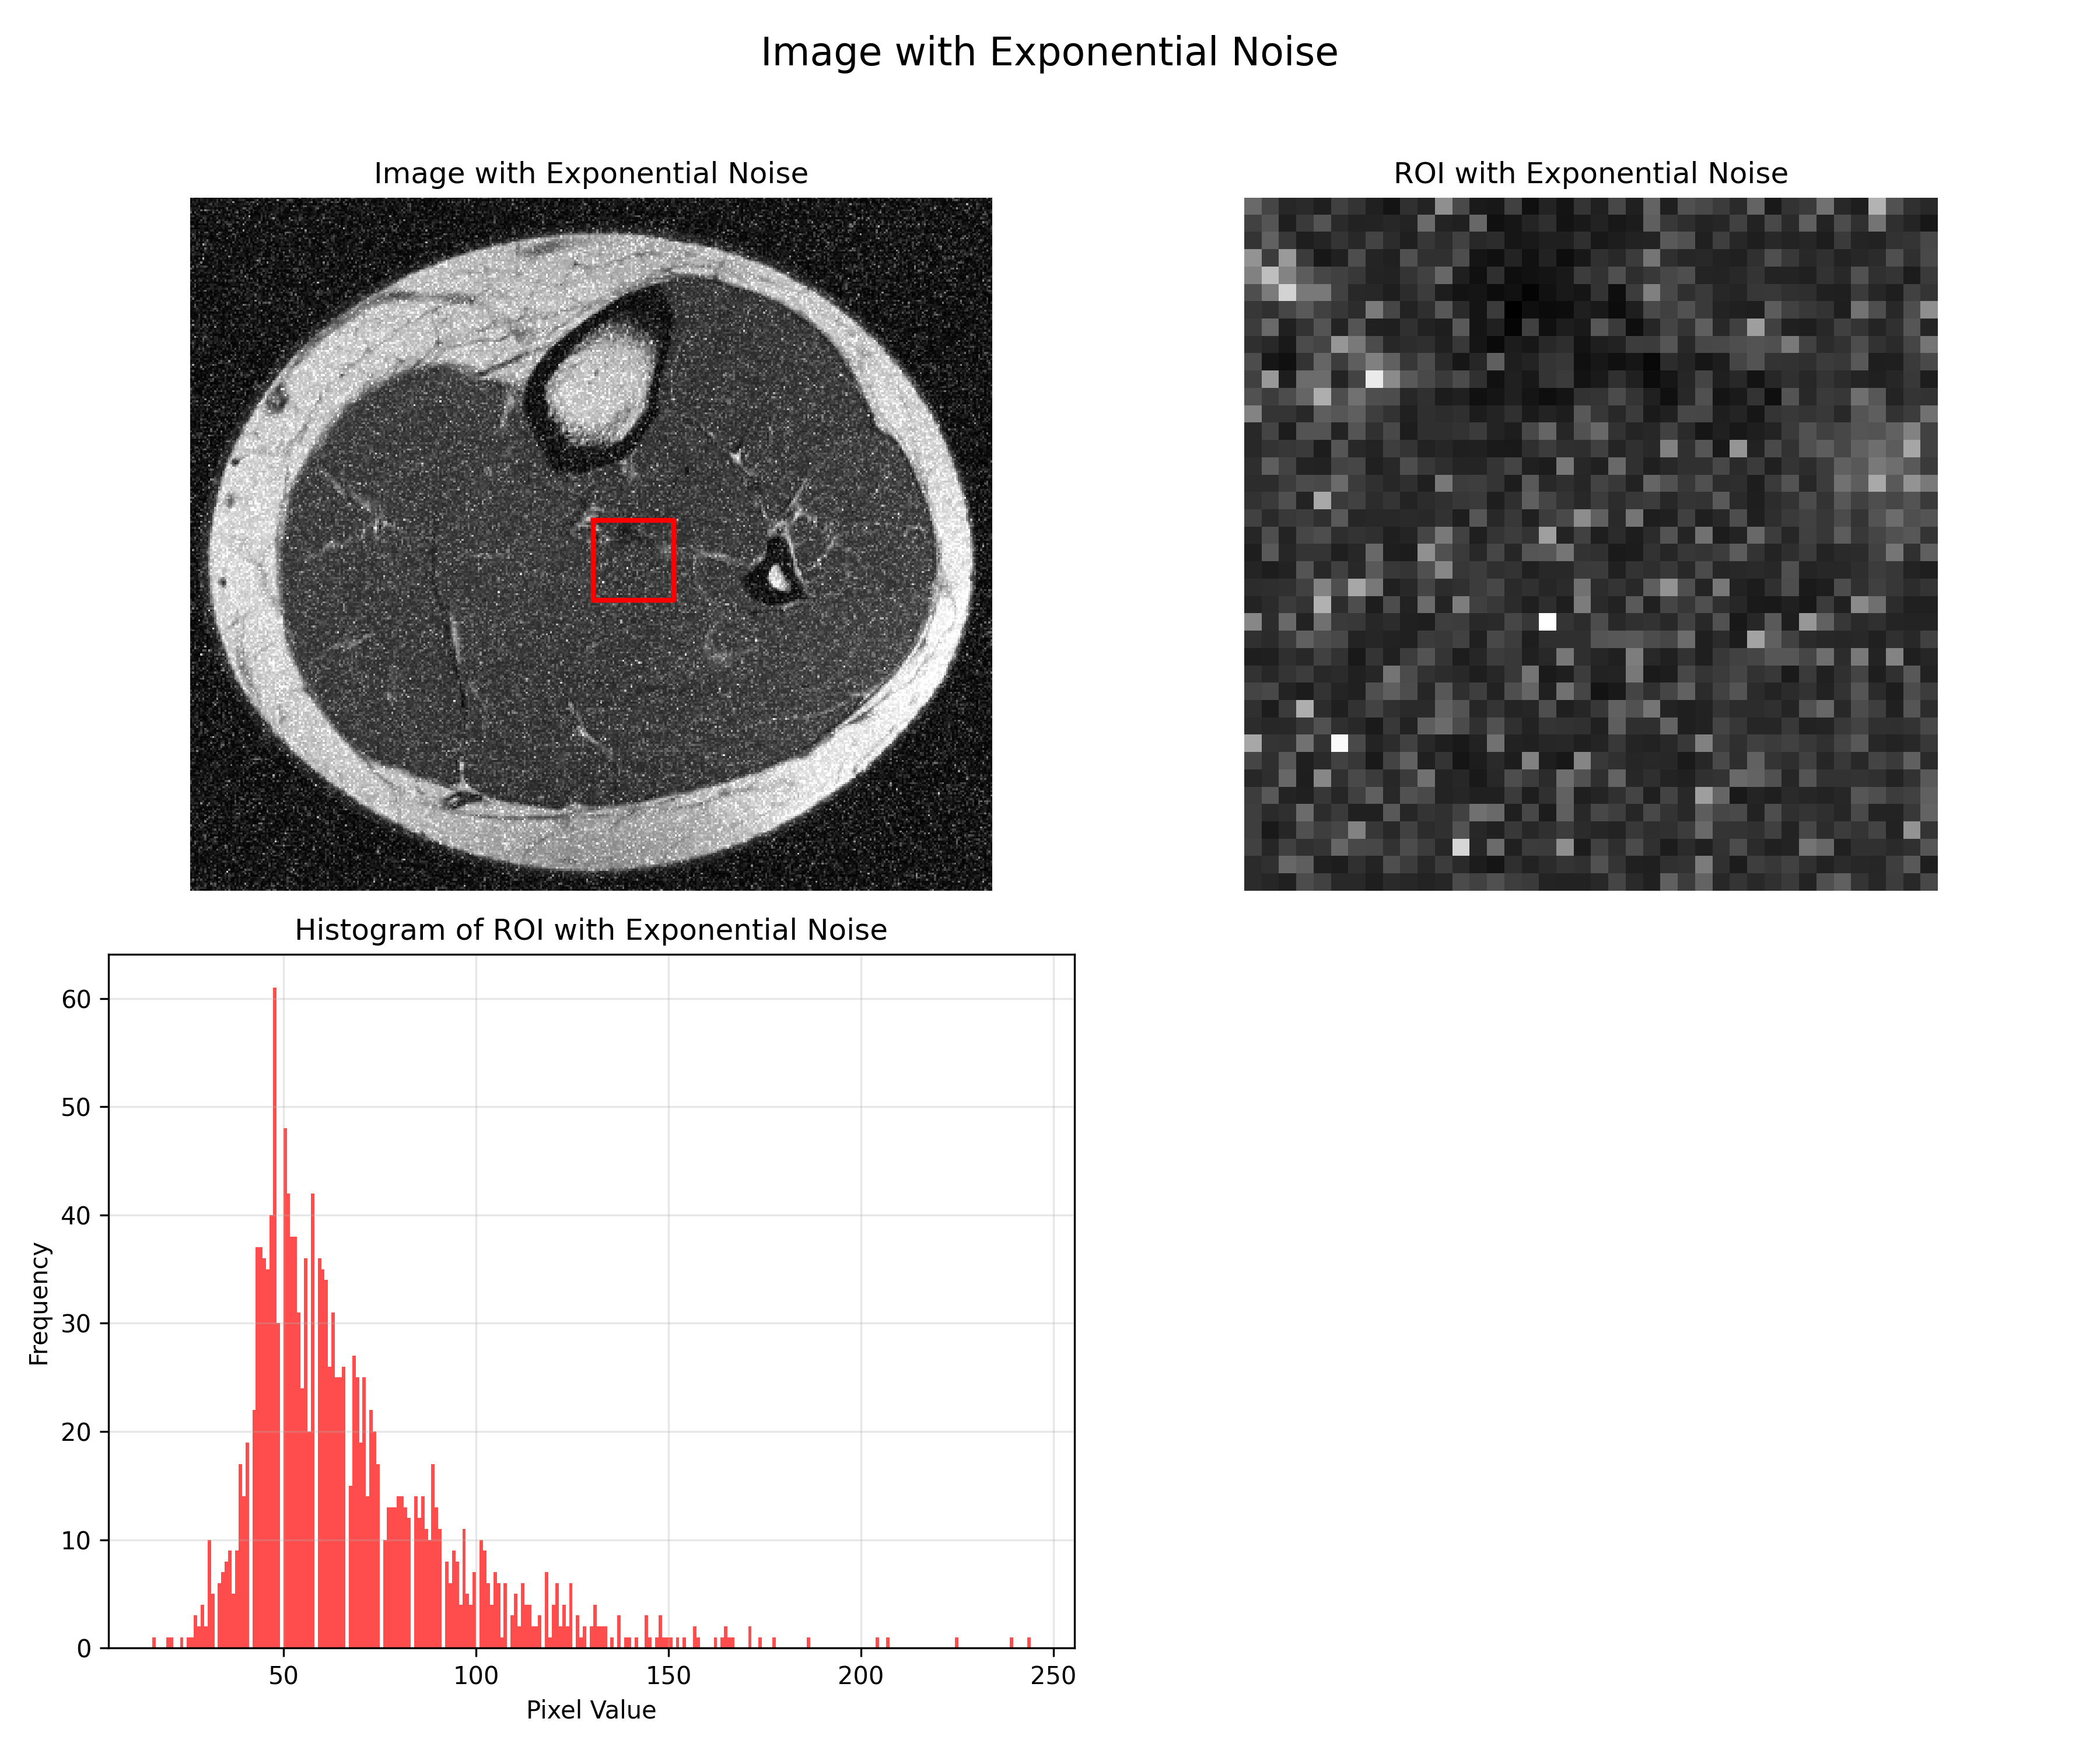 Image with Exponential Noise
Image with Exponential Noise
ROI with Exponential Noise
Histogram of ROI with Exponential Noise
Frequency
60
50
40
30
20
10
0
50
100
150
200
250
Pixel Value